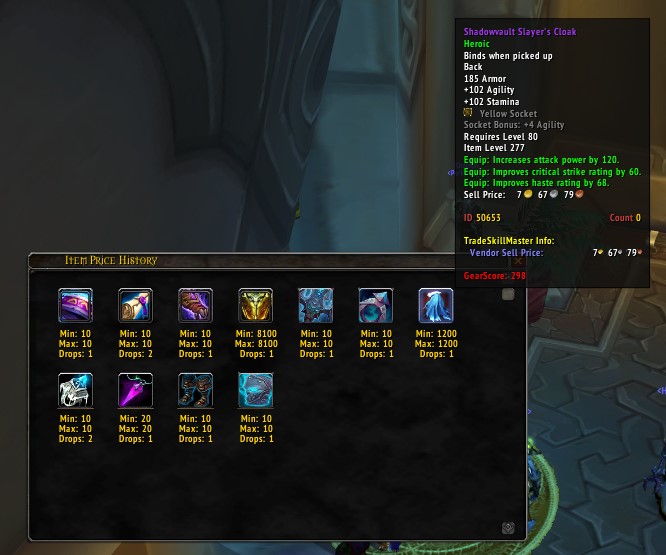 Shadowvault Slayer's Cloak
Heroic
Binds when picked up
Back
185 Armor
+102 Agility
+102 Stamina
Yellow Socket
Socket Bonus: +4 Agility
Requires Level 80
Item Level 277
Equip: Increases attack power by 120.
Equip: Improves critical strike rating by 60.
Equip: Improves haste rating by 68.
Sell Price: 7 67 79
ID 50653 Count 0
TradeSkillMaster Info:
Vendor Sell Price: 7 67 79
GearScore: 298
Item Price History
Min: 10 Min: 10 Min: 10 Min: 8100 Min: 10 Min: 10 Min: 1200
Max: 10 Max: 10 Max: 10 Max: 8100 Max: 10 Max: 10 Max: 1200
Drops: 1 Drops: 2 Drops: 1 Drops: 1 Drops: 1 Drops: 1 Drops: 1
Min: 10 Min: 20 Min: 10 Min: 10
Max: 10 Max: 20 Max: 10 Max: 10
Drops: 2 Drops: 1 Drops: 1 Drops: 1